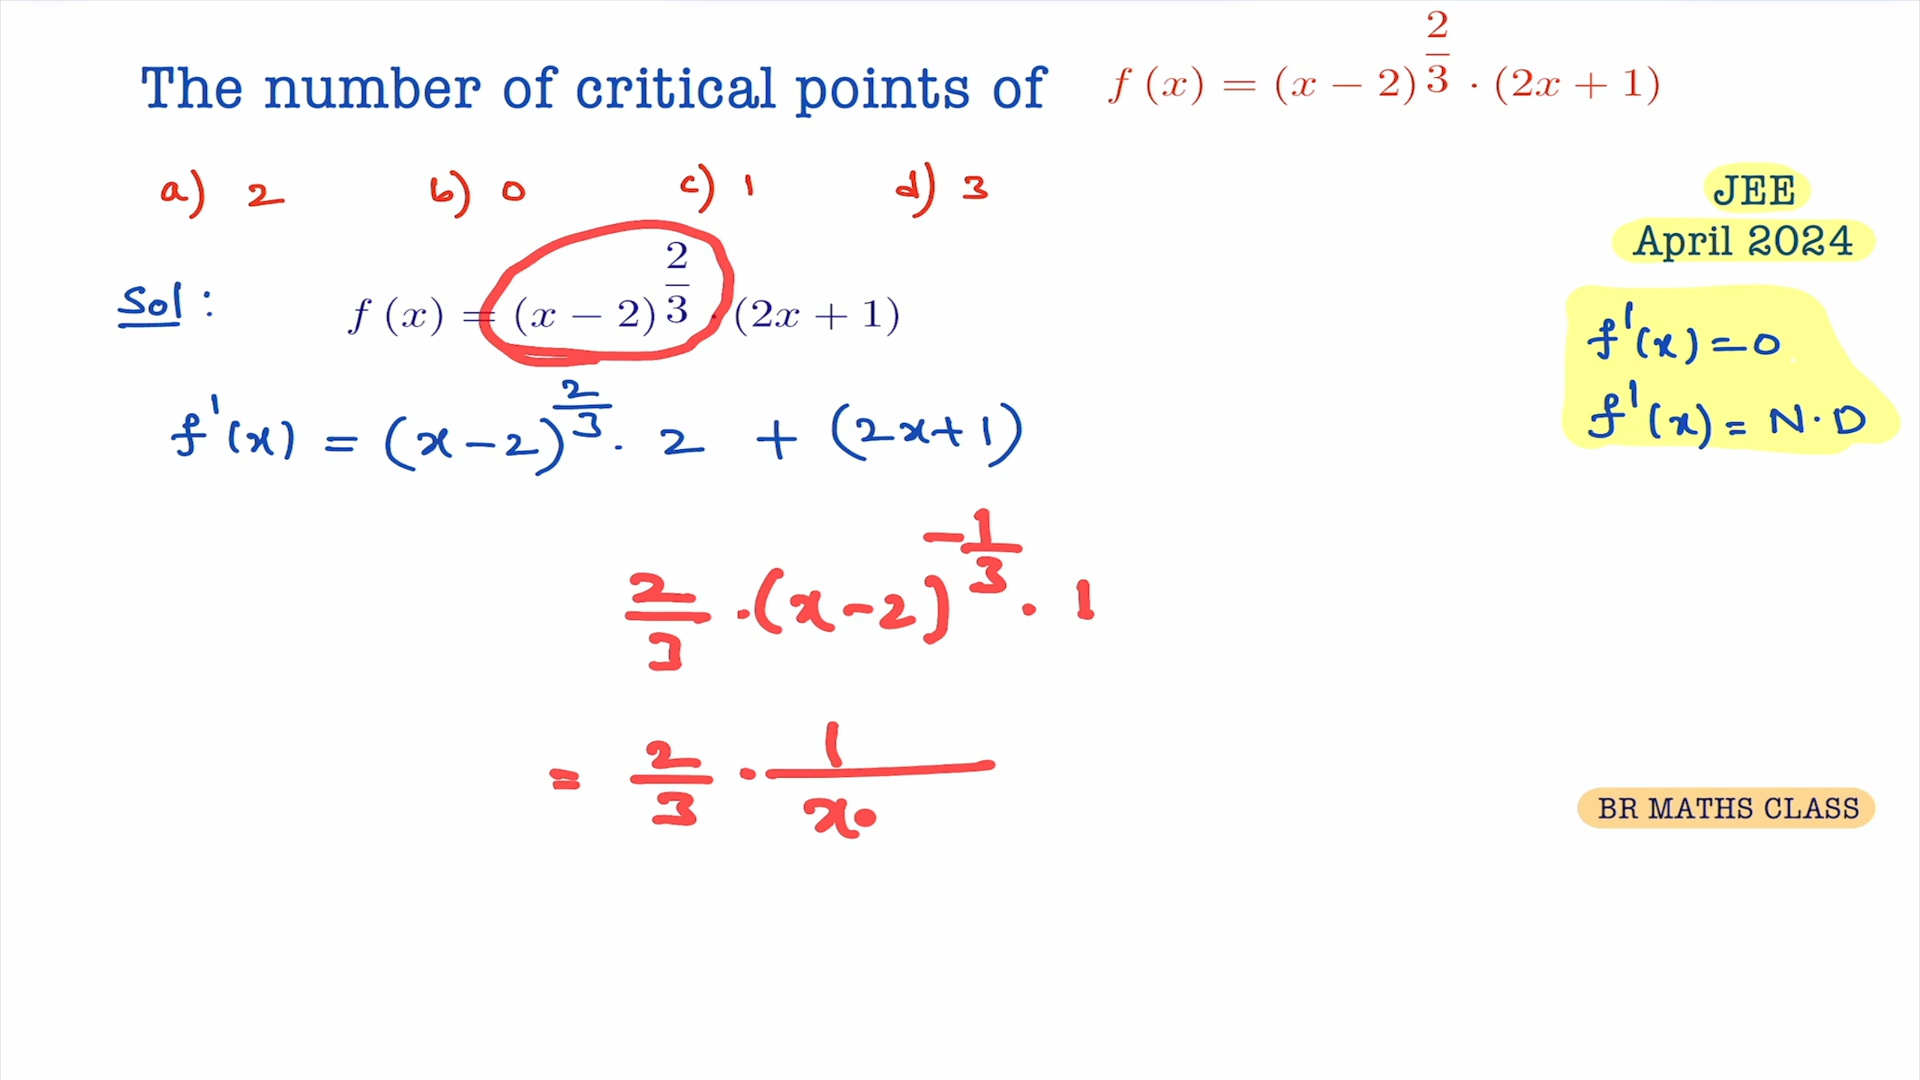 The number of critical points of f (x) = (x − 2)^{2/3} · (2x + 1)
a) 2 b) 0 c) 1 d) 3
JEE
April 2024
Sol : f (x) = (x − 2)^{2/3} · (2x + 1)
f'(x) = 0
f'(x) = (x−2)^{2/3} · 2 + (2x+1)
f'(x) = N·D
2/3 · (x−2)^{−1/3} · 1
= 2/3 · 1/x
BR MATHS CLASS